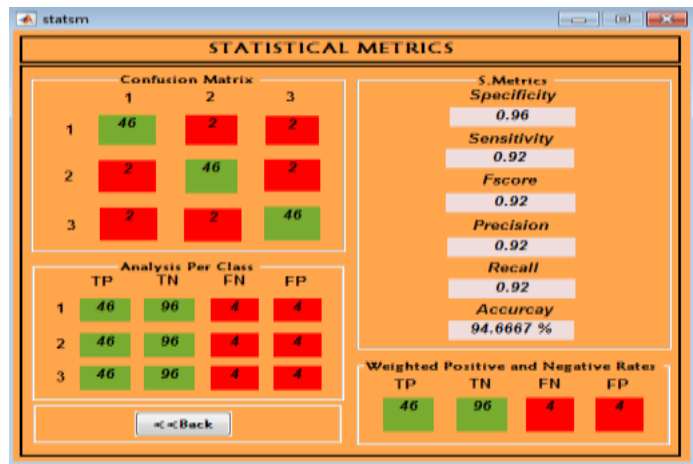 statsm
STATISTICAL METRICS
Confusion Matrix
1 2 3
1 46 2 2
2 2 46 2
3 2 2 46
Analysis Per Class
TP TN FN FP
1 46 96 4 4
2 46 96 4 4
3 46 96 4 4
<<Back
S.Metrics
Specificity
0.96
Sensitivity
0.92
Fscore
0.92
Precision
0.92
Recall
0.92
Accurcay
94.6667 %
Weighted Positive and Negative Rates
TP TN FN FP
46 96 4 4